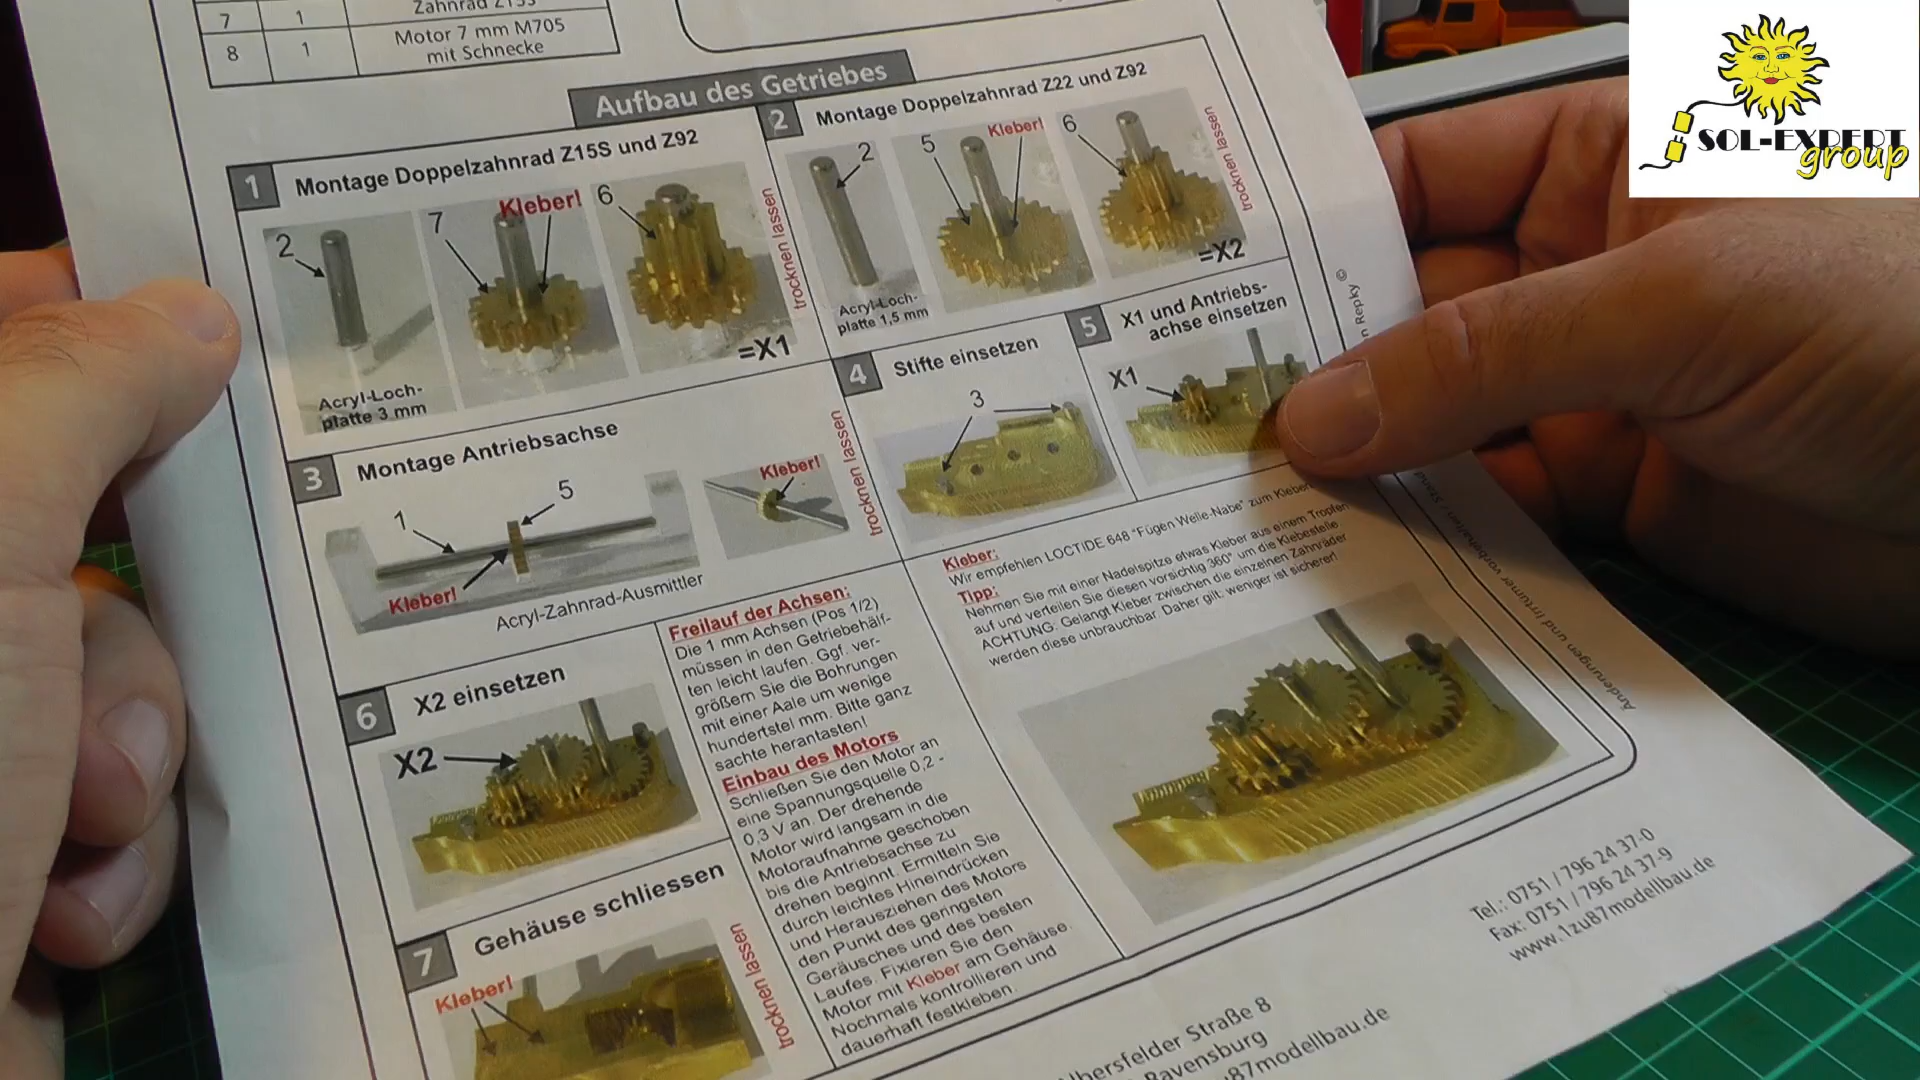 Zahnrad Z15S
7 1
8 1 Motor 7 mm M705
mit Schnecke
Aufbau des Getriebes
1 Montage Doppelzahnrad Z15S und Z92
2
7
Kleber!
6
Acryl-Loch-
platte 3 mm
=X1
trocknen lassen
2 Montage Doppelzahnrad Z22 und Z92
2
5
Kleber!
6
Acryl-Loch-
platte 1,5 mm
=X2
trocknen lassen
3 Montage Antriebsachse
1
5
Kleber!
Kleber!
Acryl-Zahnrad-Ausmittler
trocknen lassen
4 Stifte einsetzen
3
5 X1 und Antriebs-
achse einsetzen
X1
6 X2 einsetzen
X2
7 Gehäuse schliessen
Kleber!
trocknen lassen
Freilauf der Achsen:
Die 1 mm Achsen (Pos 1/2)
müssen in den Getriebehälf-
ten leicht laufen. Ggf. ver-
größern Sie die Bohrungen
mit einer Aale um wenige
hundertstel mm. Bitte ganz
sachte herantasten!
Einbau des Motors
Schließen Sie den Motor an
eine Spannungsquelle 0,2 -
0,3 V an. Der drehende
Motor wird langsam in die
Motoraufnahme geschoben
bis die Antriebsachse zu
drehen beginnt. Ermitteln Sie
durch leichtes Hineindrücken
und Herausziehen des Motors
den Punkt des geringsten
Geräusches und des besten
Laufes. Fixieren Sie den
Motor mit Kleber am Gehäuse.
Nochmals kontrollieren und
dauerhaft festkleben.
Kleber:
Wir empfehlen LOCTIDE 648 "Fügen Welle-Nabe" zum Kleben
Tipp:
Nehmen Sie mit einer Nadelspitze etwas Kleber aus einem Tropfen
auf und verteilen Sie diesen vorsichtig 360° um die Klebestelle
ACHTUNG: Gelangt Kleber zwischen die einzelnen Zahnräder
werden diese unbrauchbar. Daher gilt: weniger ist sicherer!
Änderungen und Irrtümer vorbehalten / Stand
n Repky ©
Tel.: 0751 / 796 24 37-0
Fax: 0751 / 796 24 37-9
www.1zu87modellbau.de
bersfelder Straße 8
Ravensburg
u87modellbau.de
SOL-EXPERT
group